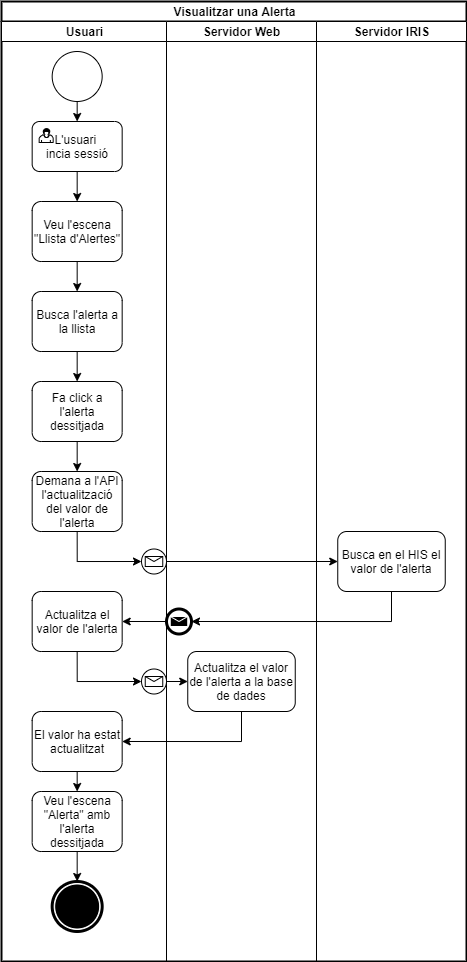 Visualitzar una Alerta
Usuari
Servidor Web
Servidor IRIS
L'usuari
incia sessió
Veu l'escena
"Llista d'Alertes"
Busca l'alerta a
la llista
Fa click a
l'alerta
dessitjada
Demana a l'API
l'actualització
del valor de
l'alerta
Busca en el HIS el
valor de l'alerta
Actualitza el
valor de l'alerta
Actualitza el valor
de l'alerta a la base
de dades
El valor ha estat
actualitzat
Veu l'escena
"Alerta" amb
l'alerta
dessitjada